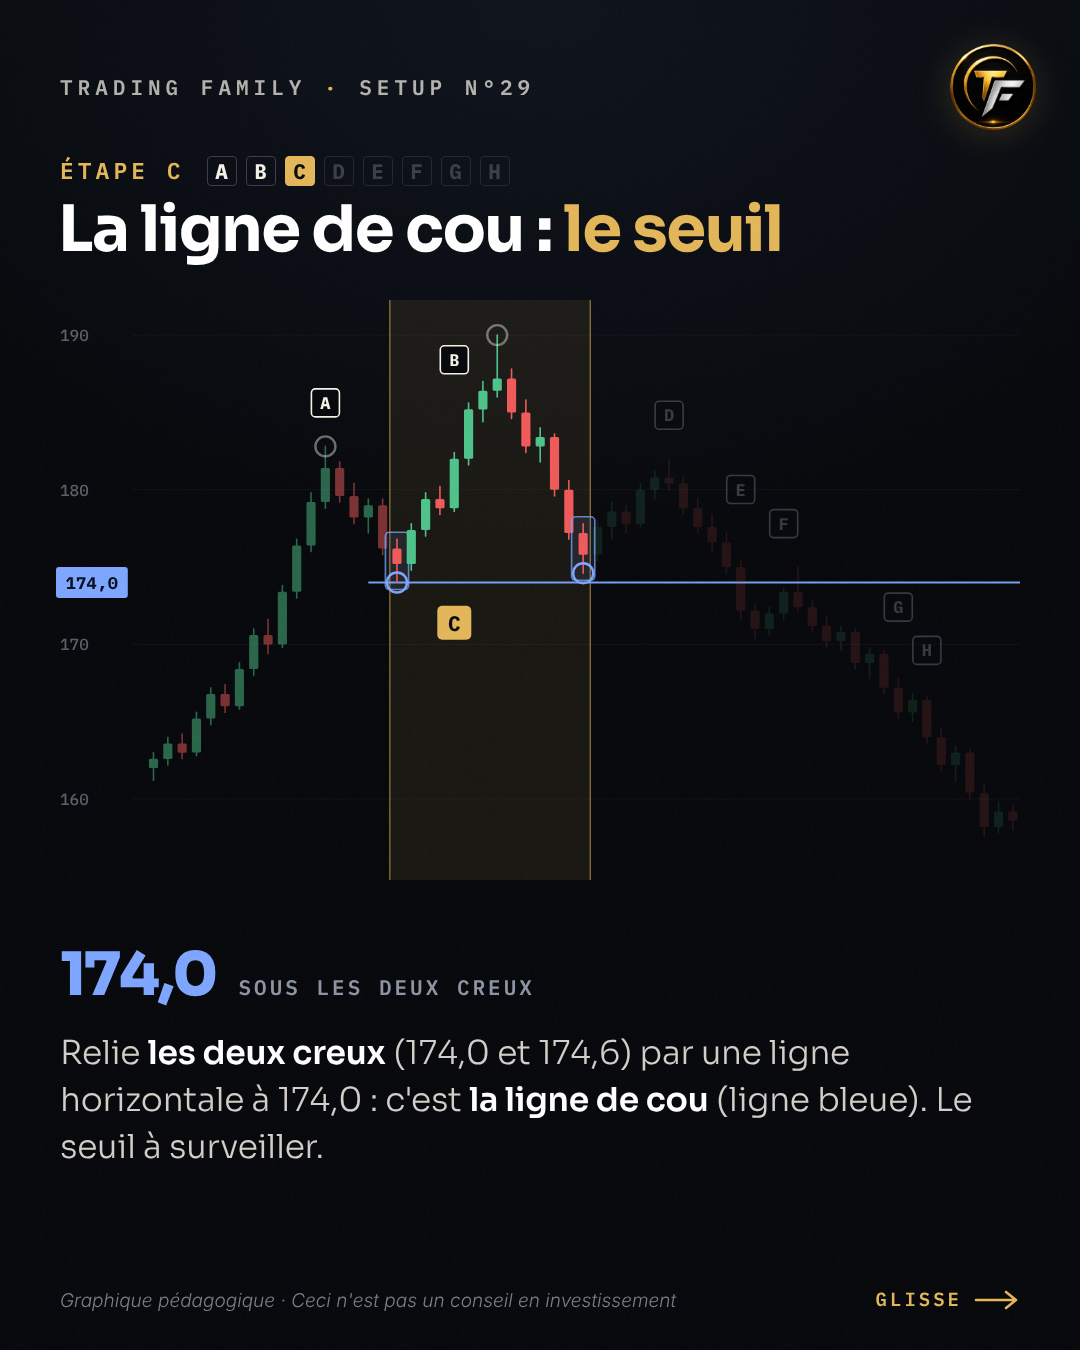 TRADING FAMILY · SETUP N°29
TF
ÉTAPE C A B C D E F G H
La ligne de cou : le seuil
190
B
A
D
180
E
F
174,0
C
G
170
H
160
174,0 SOUS LES DEUX CREUX
Relie les deux creux (174,0 et 174,6) par une ligne
horizontale à 174,0 : c'est la ligne de cou (ligne bleue). Le
seuil à surveiller.
Graphique pédagogique · Ceci n'est pas un conseil en investissement
GLISSE →